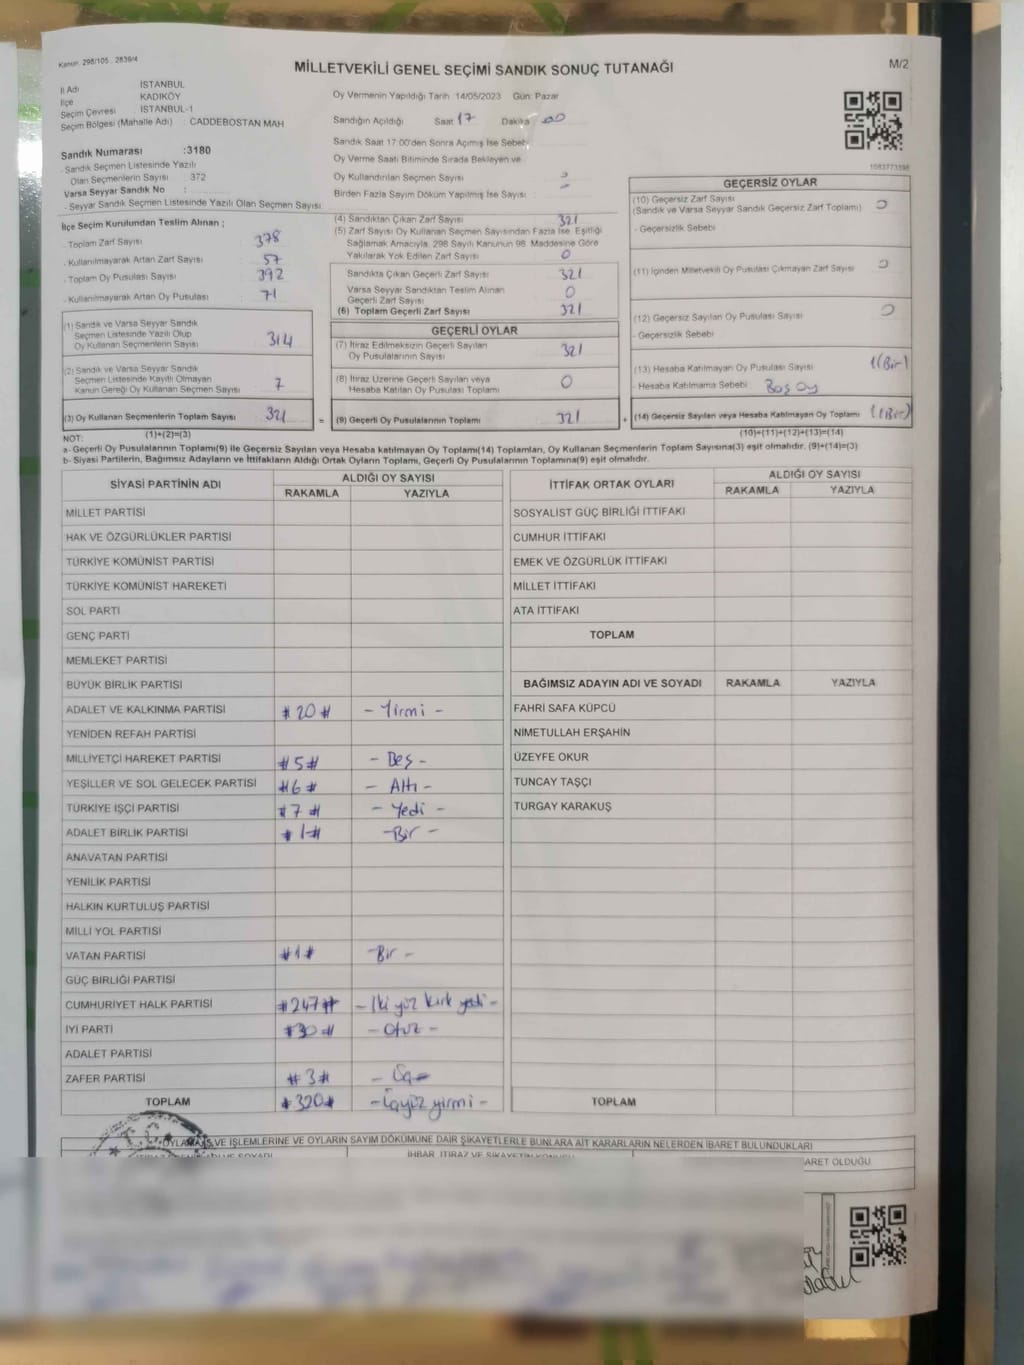 Kanun. 298/105 , 2839/4
MİLLETVEKİLİ GENEL SEÇİMİ SANDIK SONUÇ TUTANAĞI
M/2
İl Adı İSTANBUL
İlçe KADIKÖY
Seçim Çevresi İSTANBUL-1
Seçim Bölgesi (Mahalle Adı) : CADDEBOSTAN MAH
Oy Vermenin Yapıldığı Tarih 14/05/2023 Gün: Pazar
Sandığın Açıldığı Saat 17 Dakika 00
Sandık Saat 17:00'den Sonra Açımış İse Sebebi
Oy Verme Saati Bitiminde Sırada Bekleyen ve
Oy Kullandırılan Seçmen Sayısı
Birden Fazla Sayım Döküm Yapılmış İse Sayısı
1083773398
Sandık Numarası :3180
Sandık Seçmen Listesinde Yazılı
Olan Seçmenlerin Sayısı : 372
Varsa Seyyar Sandık No :
- Seyyar Sandık Seçmen Listesinde Yazılı Olan Seçmen Sayısı:
İlçe Seçim Kurulundan Teslim Alınan ;
- Toplam Zarf Sayısı 378
- Kullanılmayarak Artan Zarf Sayısı 57
- Toplam Oy Pusulası Sayısı 392
- Kullanılmayarak Artan Oy Pusulası 71
(1) Sandık ve Varsa Seyyar Sandık
Seçmen Listesinde Yazılı Olup
Oy Kullanan Seçmenlerin Sayısı 314
(2) Sandık ve Varsa Seyyar Sandık
Seçmen Listesinde Kayıtlı Olmayan
Kanun Gereği Oy Kullanan Seçmen Sayısı 7
(3) Oy Kullanan Seçmenlerin Toplam Sayısı 321 =
(1)+(2)=(3)
(4) Sandıktan Çıkan Zarf Sayısı 321
(5) Zarf Sayısı Oy Kullanan Seçmen Sayısından Fazla İse, Eşitliği
Sağlamak Amacıyla, 298 Sayılı Kanunun 98. Maddesine Göre
Yakılarak Yok Edilen Zarf Sayısı 0
Sandıkta Çıkan Geçerli Zarf Sayısı 321
Varsa Seyyar Sandıktan Teslim Alınan
Geçerli Zarf Sayısı 0
(6) Toplam Geçerli Zarf Sayısı 321
GEÇERLİ OYLAR
(7) İtiraz Edilmeksizin Geçerli Sayılan
Oy Pusulalarının Sayısı 321
(8) İtiraz Üzerine Geçerli Sayılan veya
Hesaba Katılan Oy Pusulası Toplamı 0
(9) Geçerli Oy Pusulalarının Toplamı 321 +
GEÇERSİZ OYLAR
(10) Geçersiz Zarf Sayısı 0
(Sandık ve Varsa Seyyar Sandık Geçersiz Zarf Toplamı)
- Geçersizlik Sebebi
(11) İçinden Milletvekili Oy Pusulası Çıkmayan Zarf Sayısı 0
(12) Geçersiz Sayılan Oy Pusulası Sayısı 0
- Geçersizlik Sebebi
(13) Hesaba Katılmayan Oy Pusulası Sayısı 1(Bir)
- Hesaba Katılmama Sebebi Boş Oy
(14) Geçersiz Sayılan veya Hesaba Katılmayan Oy Toplamı 1(Bir)
(10)+(11)+(12)+(13)=(14)
NOT:
a- Geçerli Oy Pusulalarının Toplamı(9) ile Geçersiz Sayılan veya Hesaba katılmayan Oy Toplamı(14) Toplamları, Oy Kullanan Seçmenlerin Toplam Sayısına(3) eşit olmalıdır. (9)+(14)=(3)
b- Siyasi Partilerin, Bağımsız Adayların ve İttifakların Aldığı Ortak Oyların Toplamı, Geçerli Oy Pusulalarının Toplamına(9) eşit olmalıdır.
SİYASİ PARTİNİN ADI
ALDIĞI OY SAYISI
RAKAMLA YAZIYLA
MİLLET PARTİSİ
HAK VE ÖZGÜRLÜKLER PARTİSİ
TÜRKİYE KOMÜNİST PARTİSİ
TÜRKİYE KOMÜNİST HAREKETİ
SOL PARTİ
GENÇ PARTİ
MEMLEKET PARTİSİ
BÜYÜK BİRLİK PARTİSİ
ADALET VE KALKINMA PARTİSİ #20# - Yirmi -
YENİDEN REFAH PARTİSİ
MİLLİYETÇİ HAREKET PARTİSİ #5# - Beş -
YEŞİLLER VE SOL GELECEK PARTİSİ #6# - Altı -
TÜRKİYE İŞÇİ PARTİSİ #7# - Yedi -
ADALET BİRLİK PARTİSİ #1# - Bir -
ANAVATAN PARTİSİ
YENİLİK PARTİSİ
HALKIN KURTULUŞ PARTİSİ
MİLLİ YOL PARTİSİ
VATAN PARTİSİ #1# - Bir -
GÜÇ BİRLİĞİ PARTİSİ
CUMHURİYET HALK PARTİSİ #247# - İki yüz kırk yedi -
İYİ PARTİ #30# - Otuz -
ADALET PARTİSİ
ZAFER PARTİSİ #3# - Üç -
TOPLAM #320# - Üçyüz yirmi -
İTTİFAK ORTAK OYLARI
ALDIĞI OY SAYISI
RAKAMLA YAZIYLA
SOSYALİST GÜÇ BİRLİĞİ İTTİFAKI
CUMHUR İTTİFAKI
EMEK VE ÖZGÜRLÜK İTTİFAKI
MİLLET İTTİFAKI
ATA İTTİFAKI
TOPLAM
BAĞIMSIZ ADAYIN ADI VE SOYADI RAKAMLA YAZIYLA
FAHRİ SAFA KÜPCÜ
NİMETULLAH ERŞAHİN
ÜZEYFE OKUR
TUNCAY TAŞÇI
TURGAY KARAKUŞ
TOPLAM
T.C.
OYLAMA İŞ VE İŞLEMLERİNE VE OYLARIN SAYIM DÖKÜMÜNE DAİR ŞİKAYETLERLE BUNLARA AİT KARARLARIN NELERDEN İBARET BULUNDUKLARI
İHBAR, İTİRAZ VE ŞİKAYETİN KONUSU
ARET OLDUĞU